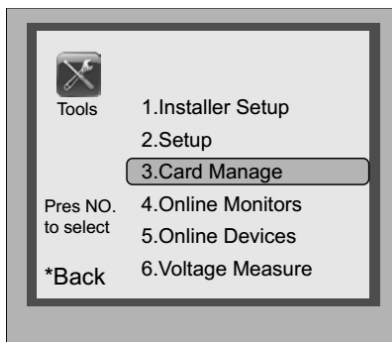 Tools
1.Installer Setup
2.Setup
3.Card Manage
Pres NO.
to select
4.Online Monitors
5.Online Devices
*Back
6.Voltage Measure